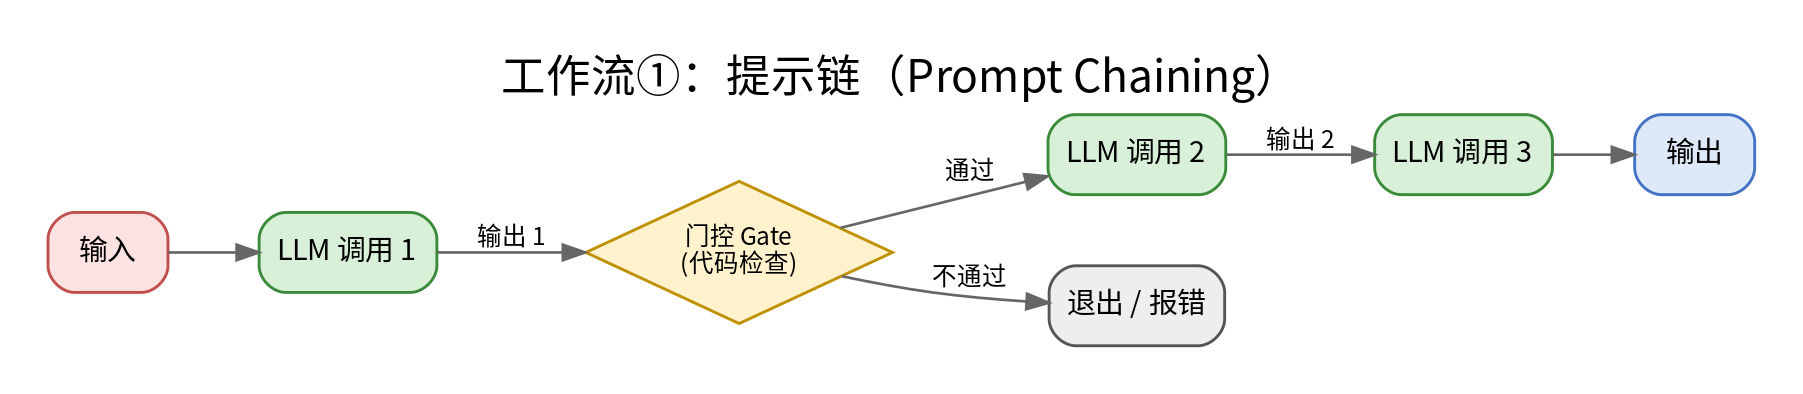 工作流①：提示链（Prompt Chaining）
输入
LLM 调用 1
输出 1
门控 Gate
(代码检查)
通过
LLM 调用 2
输出 2
LLM 调用 3
输出
不通过
退出 / 报错